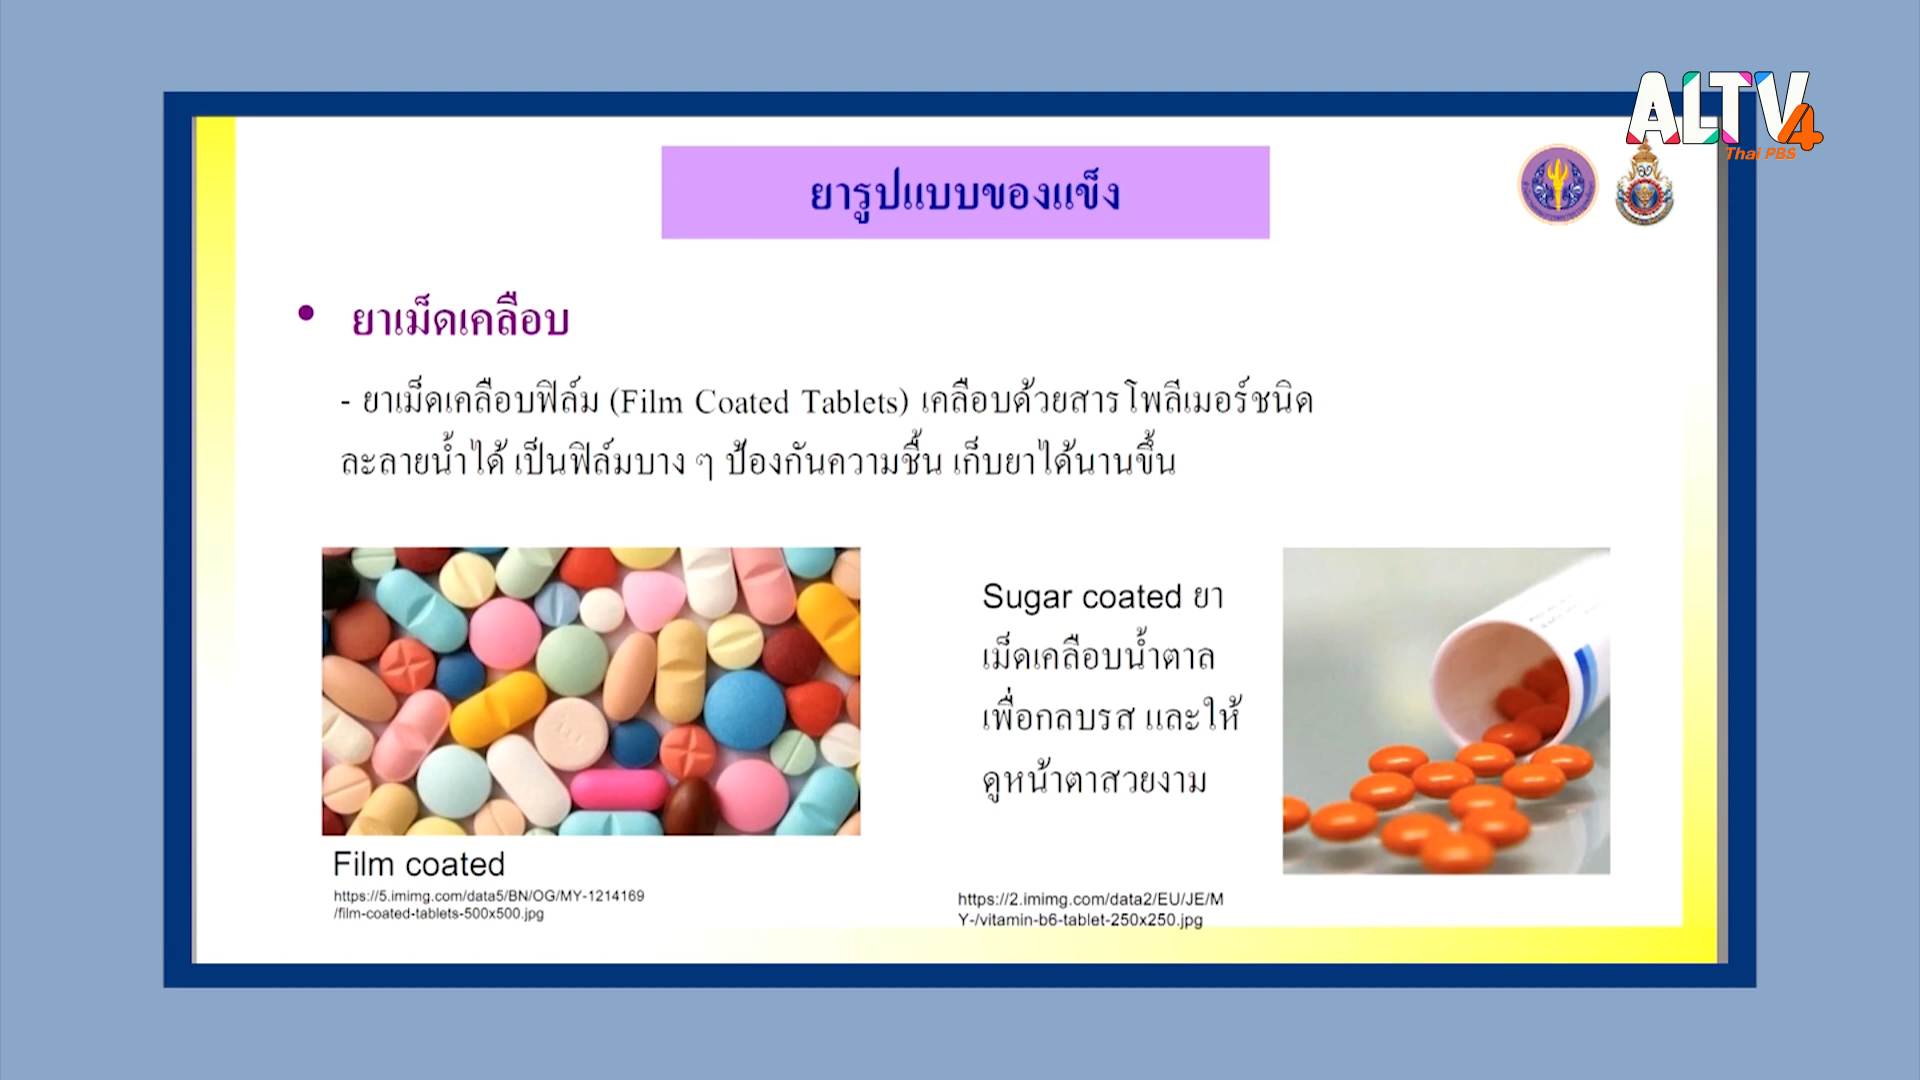 ALTV4
Thai PBS
ยารูปแบบของแข็ง
• ยาเม็ดเคลือบ
- ยาเม็ดเคลือบฟิล์ม (Film Coated Tablets) เคลือบด้วยสารโพลีเมอร์ชนิด
ละลายน้ำได้ เป็นฟิล์มบาง ๆ ป้องกันความชื้น เก็บยาได้นานขึ้น
Film coated
https://5.imimg.com/data5/BN/OG/MY-1214169
/film-coated-tablets-500x500.jpg
Sugar coated ยา
เม็ดเคลือบน้ำตาล
เพื่อกลบรส และให้
ดูหน้าตาสวยงาม
https://2.imimg.com/data2/EU/JE/M
Y-/vitamin-b6-tablet-250x250.jpg